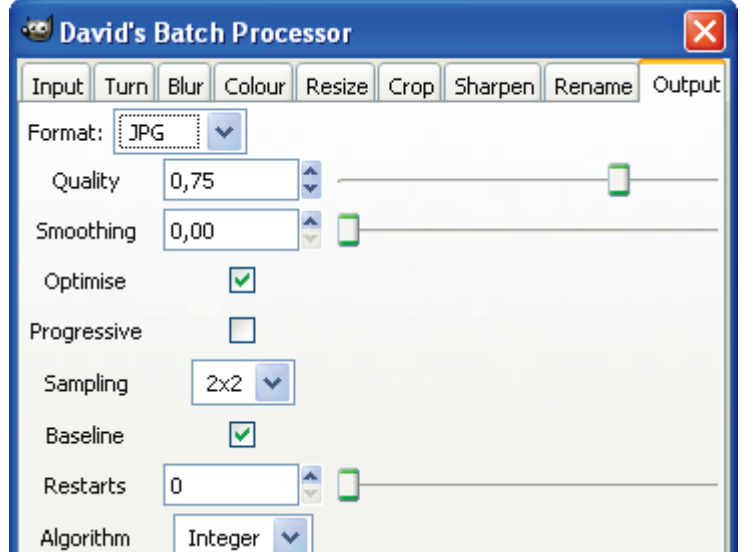 David's Batch Processor
Input Turn Blur Colour Resize Crop Sharpen Rename Output
Format: JPG
Quality 0,75
Smoothing 0,00
Optimise
Progressive
Sampling 2x2
Baseline
Restarts 0
Algorithm Integer